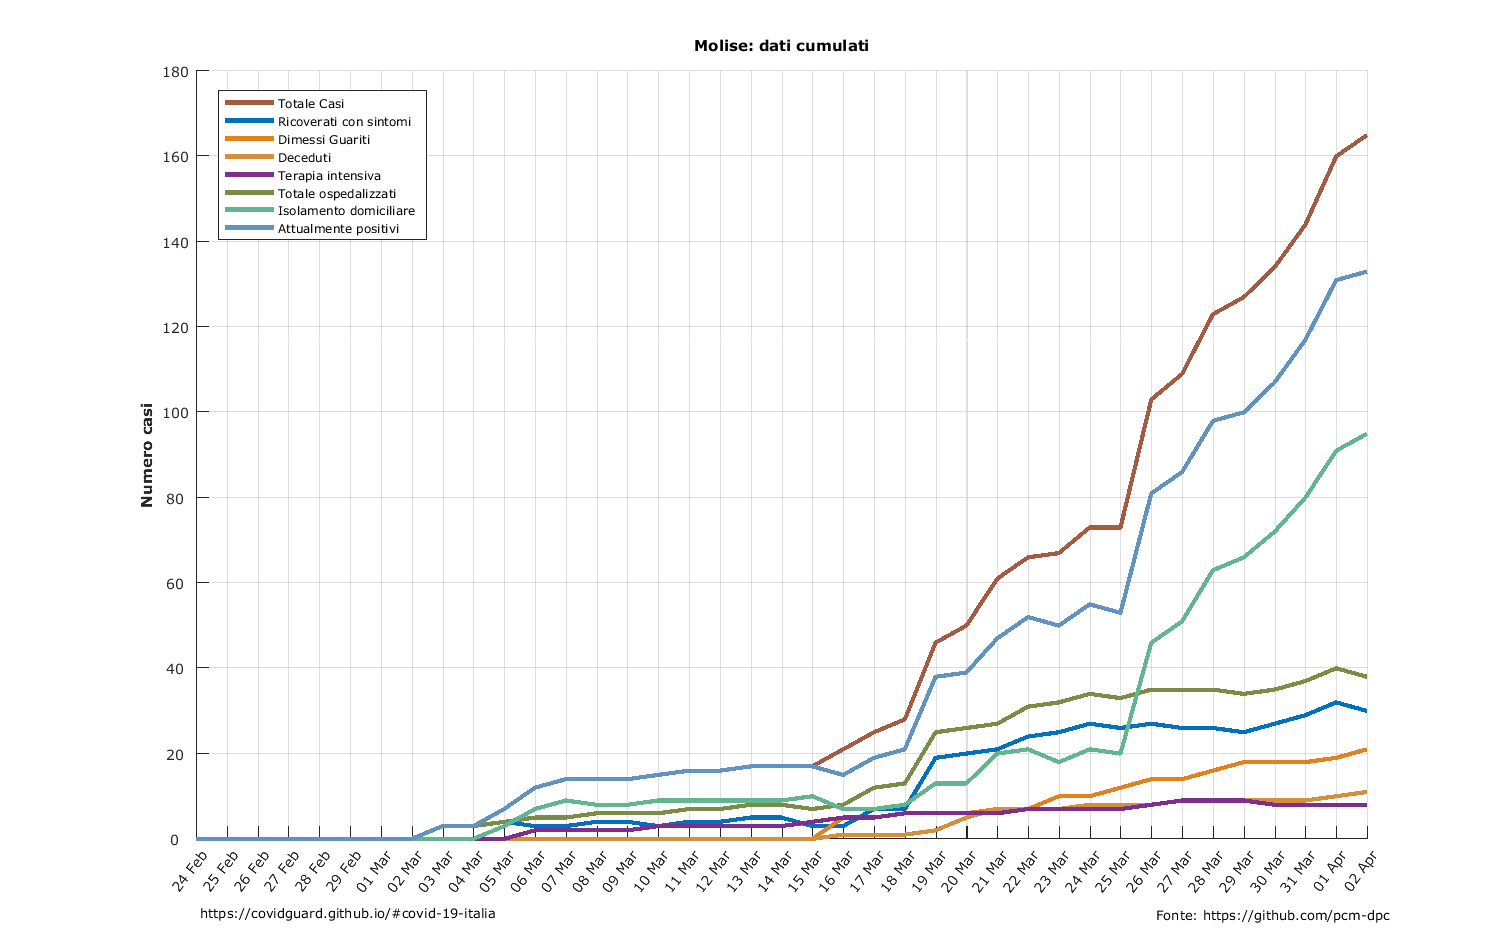 Molise: dati cumulati
Numero casi
180
160
140
120
100
80
60
40
20
0
Totale Casi
Ricoverati con sintomi
Dimessi Guariti
Deceduti
Terapia intensiva
Totale ospedalizzati
Isolamento domiciliare
Attualmente positivi
24 Feb
25 Feb
26 Feb
27 Feb
28 Feb
29 Feb
01 Mar
02 Mar
03 Mar
04 Mar
05 Mar
06 Mar
07 Mar
08 Mar
09 Mar
10 Mar
11 Mar
12 Mar
13 Mar
14 Mar
15 Mar
16 Mar
17 Mar
18 Mar
19 Mar
20 Mar
21 Mar
22 Mar
23 Mar
24 Mar
25 Mar
26 Mar
27 Mar
28 Mar
29 Mar
30 Mar
31 Mar
01 Apr
02 Apr
https://covidguard.github.io/#covid-19-italia
Fonte: https://github.com/pcm-dpc